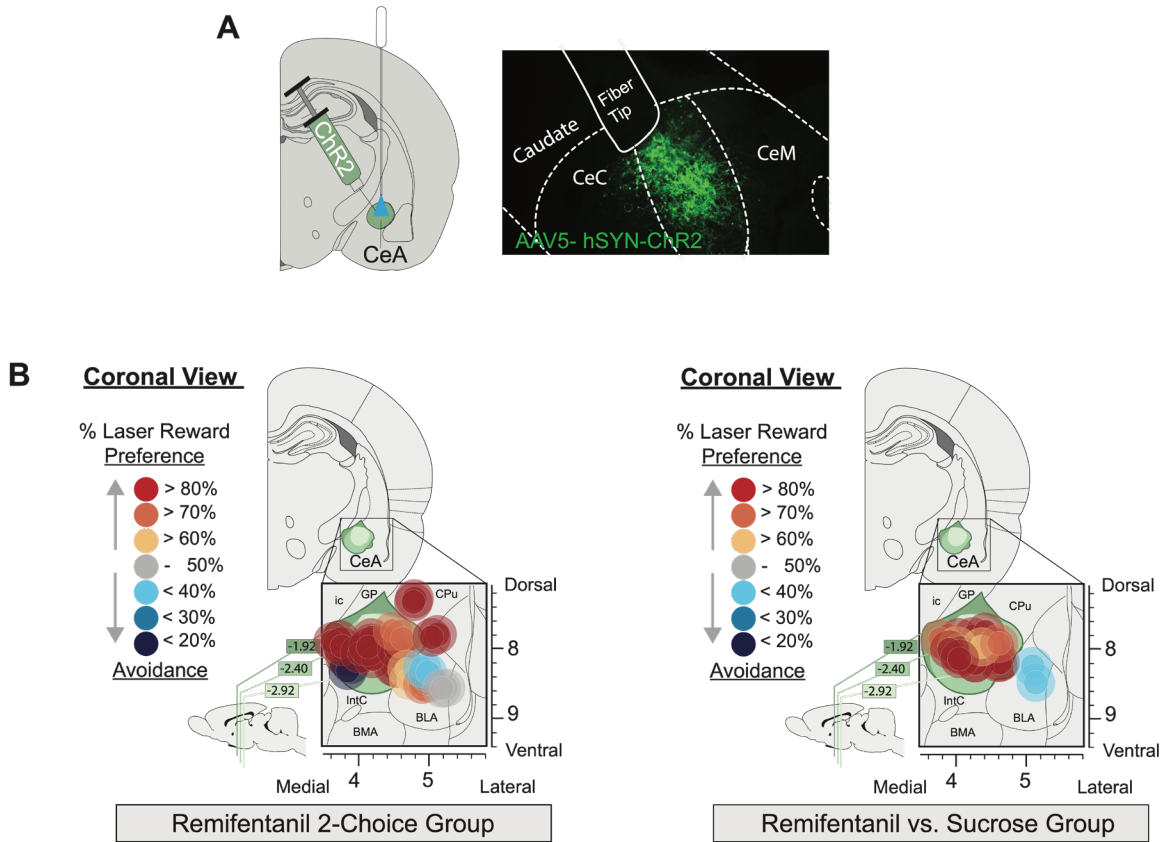 A
ChR2
CeA
Fiber
Tip
Caudate
CeC
CeM
AAV5- hSYN-ChR2
B
Coronal View
% Laser Reward
Preference
> 80%
> 70%
> 60%
- 50%
< 40%
< 30%
< 20%
Avoidance
CeA
ic
GP
CPu
IntC
BLA
BMA
-1.92
-2.40
-2.92
Dorsal
8
9
Ventral
4
5
Medial
Lateral
Remifentanil 2-Choice Group
Coronal View
% Laser Reward
Preference
> 80%
> 70%
> 60%
- 50%
< 40%
< 30%
< 20%
Avoidance
CeA
ic
GP
CPu
IntC
BLA
BMA
-1.92
-2.40
-2.92
Dorsal
8
9
Ventral
4
5
Medial
Lateral
Remifentanil vs. Sucrose Group